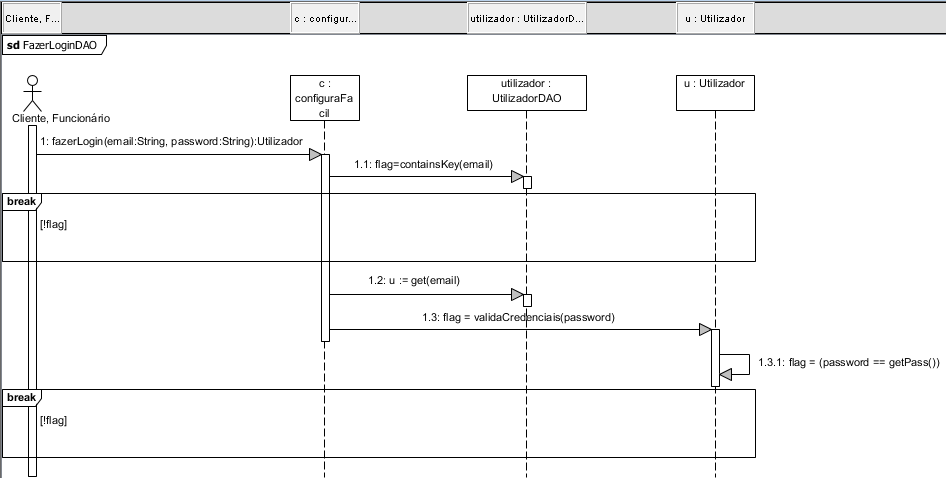 Cliente, F...
c : configur...
utilizador : UtilizadorD...
u : Utilizador
sd FazerLoginDAO
c :
configuraFa
cil
utilizador :
UtilizadorDAO
u : Utilizador
Cliente, Funcionário
1: fazerLogin(email:String, password:String):Utilizador
1.1: flag=containsKey(email)
break
[!flag]
1.2: u := get(email)
1.3: flag = validaCredenciais(password)
1.3.1: flag = (password == getPass())
break
[!flag]